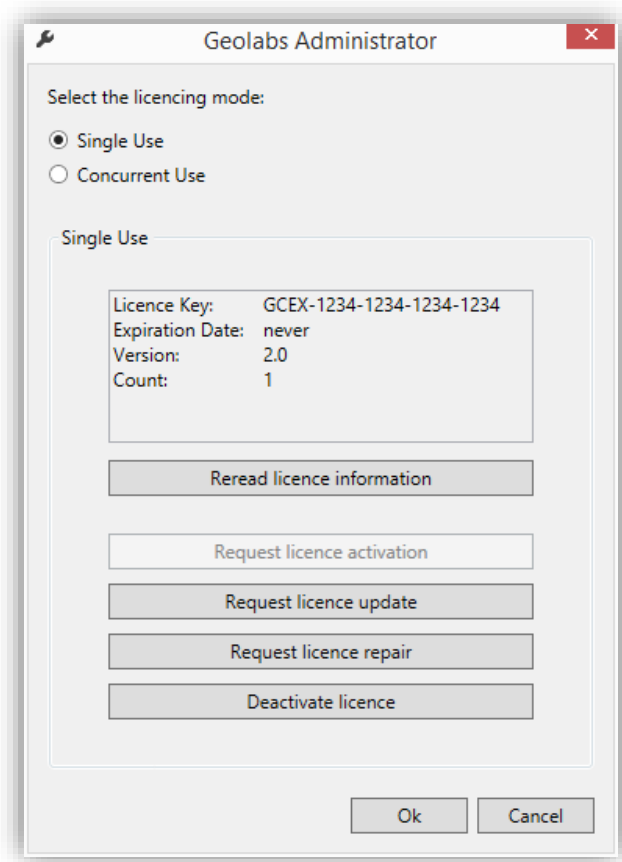 Geolabs Administrator
Select the licencing mode:
Single Use
Concurrent Use
Single Use
Licence Key: GCEX-1234-1234-1234-1234
Expiration Date: never
Version: 2.0
Count: 1
Reread licence information
Request licence activation
Request licence update
Request licence repair
Deactivate licence
Ok Cancel